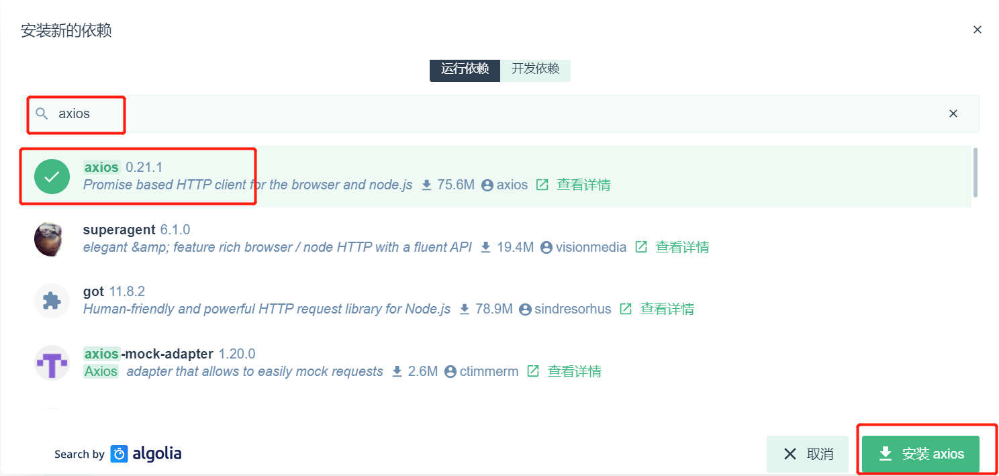 安装新的依赖
运行依赖 开发依赖
axios
axios 0.21.1
Promise based HTTP client for the browser and node.js 75.6M axios 查看详情
superagent 6.1.0
elegant &amp; feature rich browser / node HTTP with a fluent API 19.4M visionmedia 查看详情
got 11.8.2
Human-friendly and powerful HTTP request library for Node.js 78.9M sindresorhus 查看详情
axios-mock-adapter 1.20.0
Axios adapter that allows to easily mock requests 2.6M ctimmerm 查看详情
Search by algolia 取消 安装 axios